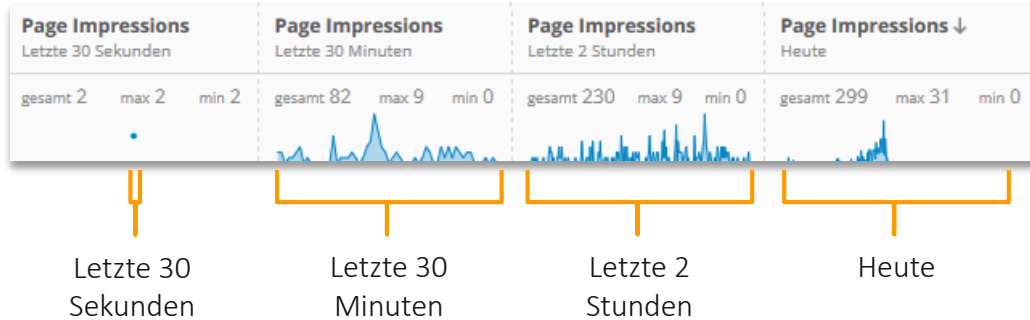 Page Impressions
Letzte 30 Sekunden
gesamt 2 max 2 min 2
Page Impressions
Letzte 30 Minuten
gesamt 82 max 9 min 0
Page Impressions
Letzte 2 Stunden
gesamt 230 max 9 min 0
Page Impressions ↓
Heute
gesamt 299 max 31 min 0
Letzte 30
Sekunden
Letzte 30
Minuten
Letzte 2
Stunden
Heute